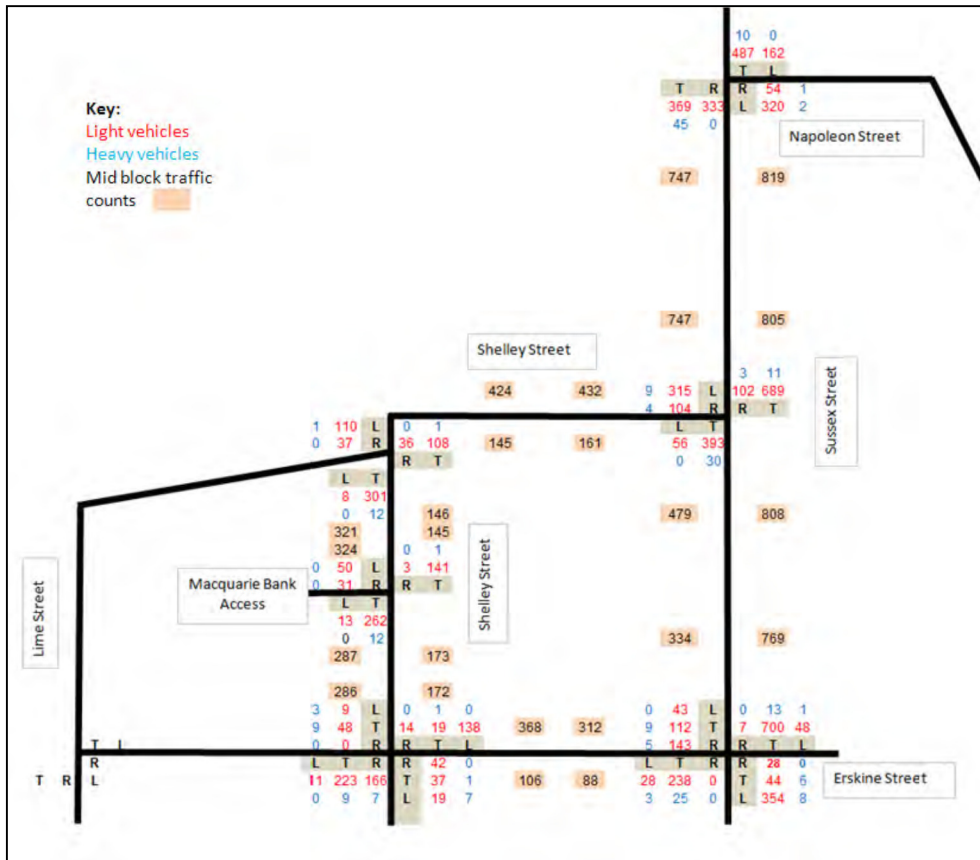 10 0
487 162
T L
Key:
Light vehicles
Heavy vehicles
Mid block traffic
counts
T R R 54 1
369 333 L 320 2
45 0
Napoleon Street
747 819
747 805
Shelley Street
3 11
424 432 9 315 L 102 689
4 104 R R T
Sussex Street
1 110 L 0 1 L T
0 37 R 36 108 145 161 56 393
R T 0 30
L T
8 301
0 12 146 479 808
321 145
324 0 1
0 50 L 3 141
Macquarie Bank
Access
0 31 R R T
L T
Shelley Street
Lime Street
13 262
0 12 334 769
287 173
286 172
3 9 L 0 1 0 0 43 L 0 13 1
9 48 T 14 19 138 368 312 9 112 T 7 700 48
T L 0 0 R R T L 5 143 R R T L
R L T R R 42 0 L T R R 28 0
T R L 11 223 166 T 37 1 106 88 28 238 0 T 44 6
Erskine Street
0 9 7 L 19 7 3 25 0 L 354 8